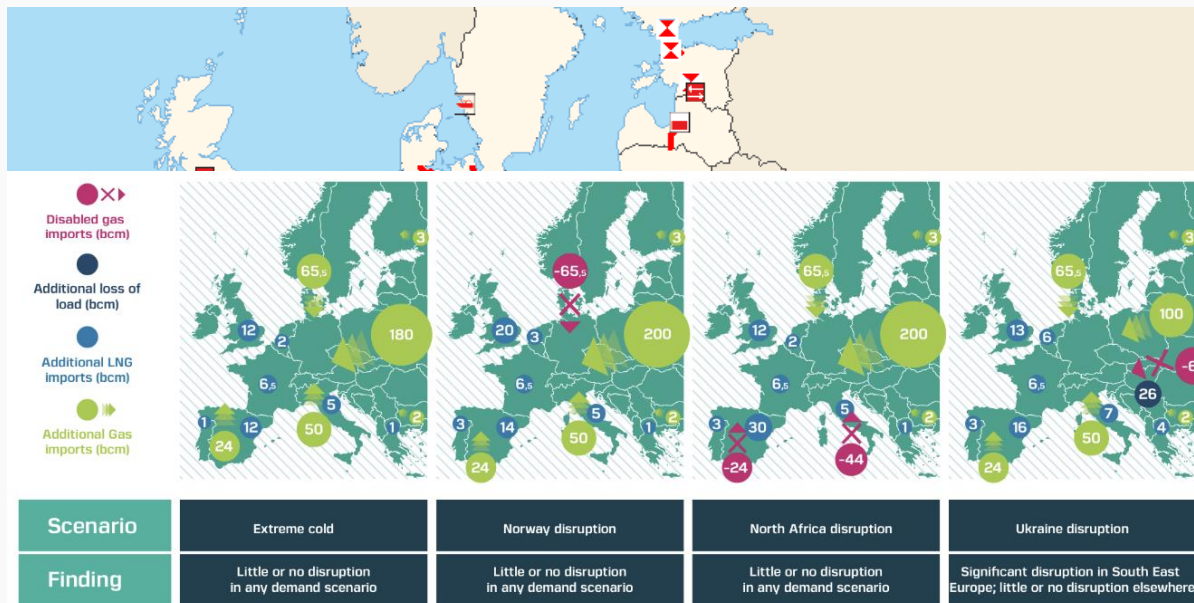 Disabled gas
imports (bcm)
Additional loss of
load (bcm)
Additional LNG
imports (bcm)
Additional Gas
imports (bcm)
3
65,5
12
2
180
6,5
5
1
12
24
50
1
2
3
-65,5
20
3
200
6,5
5
3
14
24
50
1
2
3
65,5
12
2
200
6,5
5
3
30
-24
-44
1
2
3
65,5
13
6
100
6,5
26
7
3
16
24
50
4
2
Scenario
Extreme cold
Norway disruption
North Africa disruption
Ukraine disruption
Finding
Little or no disruption
in any demand scenario
Little or no disruption
in any demand scenario
Little or no disruption
in any demand scenario
Significant disruption in South East
Europe; little or no disruption elsewhere